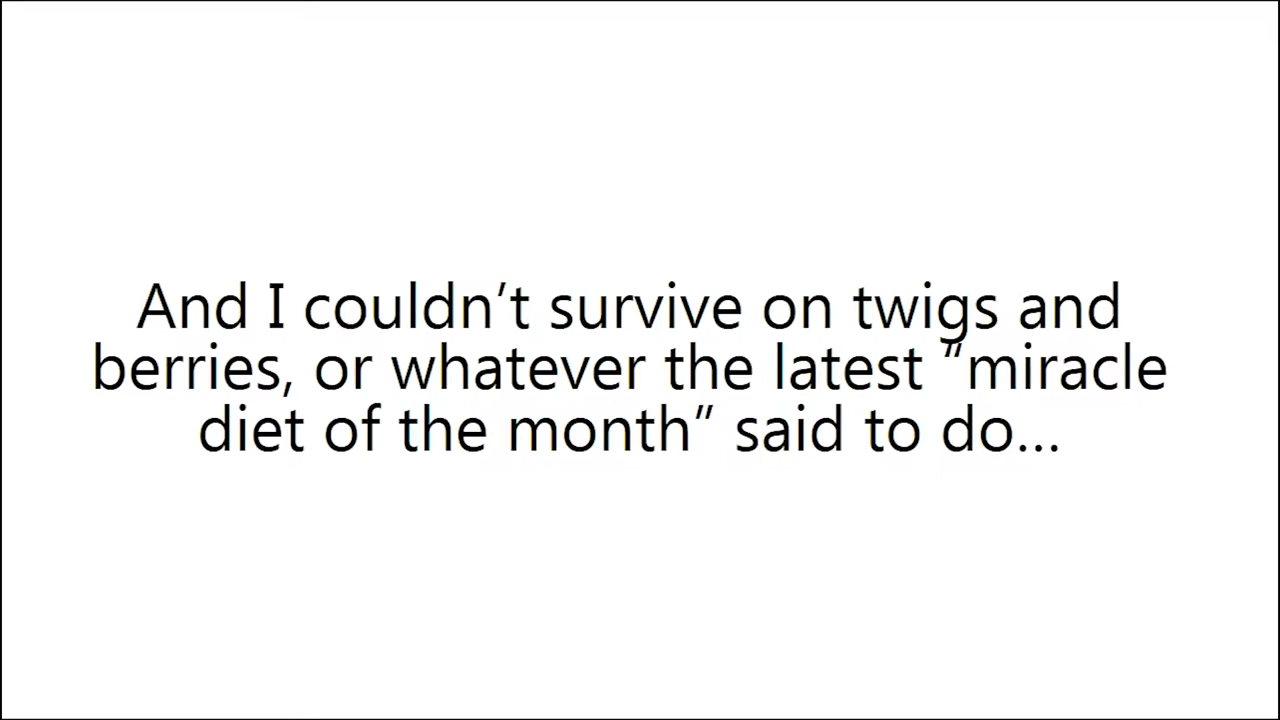 And I couldn’t survive on twigs and
berries, or whatever the latest “miracle
diet of the month” said to do...